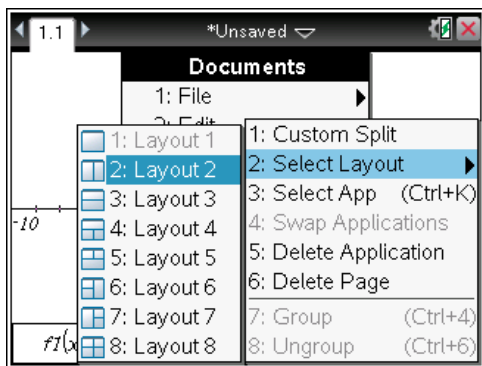 1.1
*Unsaved
Documents
1: File
2: Edit
1: Layout 1
2: Layout 2
3: Layout 3
4: Layout 4
5: Layout 5
6: Layout 6
7: Layout 7
8: Layout 8
1: Custom Split
2: Select Layout
3: Select App (Ctrl+K)
4: Swap Applications
5: Delete Application
6: Delete Page
7: Group (Ctrl+4)
8: Ungroup (Ctrl+6)
-10
f1(x